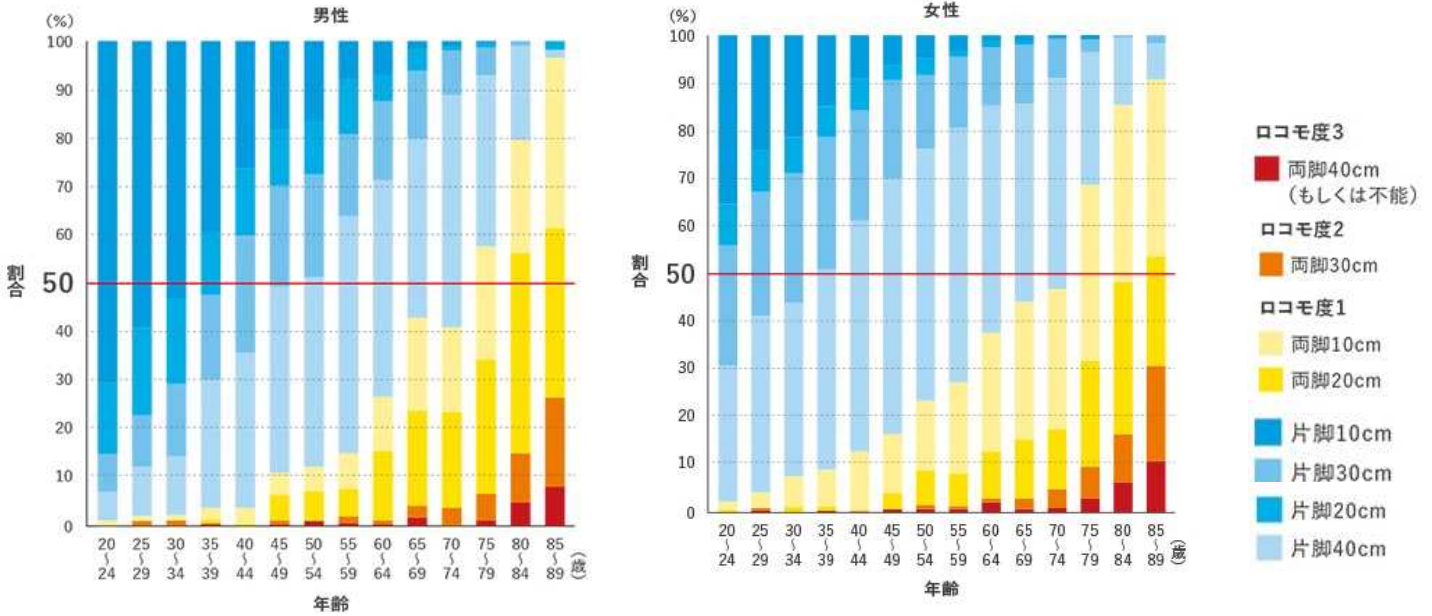 男性
(%)
100
90
80
70
60
50
40
30
20
10
0
割合
20〜24
25〜29
30〜34
35〜39
40〜44
45〜49
50〜54
55〜59
60〜64
65〜69
70〜74
75〜79
80〜84
85〜89
(歳)
年齢
女性
(%)
100
90
80
70
60
50
40
30
20
10
0
割合
20〜24
25〜29
30〜34
35〜39
40〜44
45〜49
50〜54
55〜59
60〜64
65〜69
70〜74
75〜79
80〜84
85〜89
(歳)
年齢
ロコモ度3
両脚40cm
(もしくは不能)
ロコモ度2
両脚30cm
ロコモ度1
両脚10cm
両脚20cm
片脚10cm
片脚30cm
片脚20cm
片脚40cm